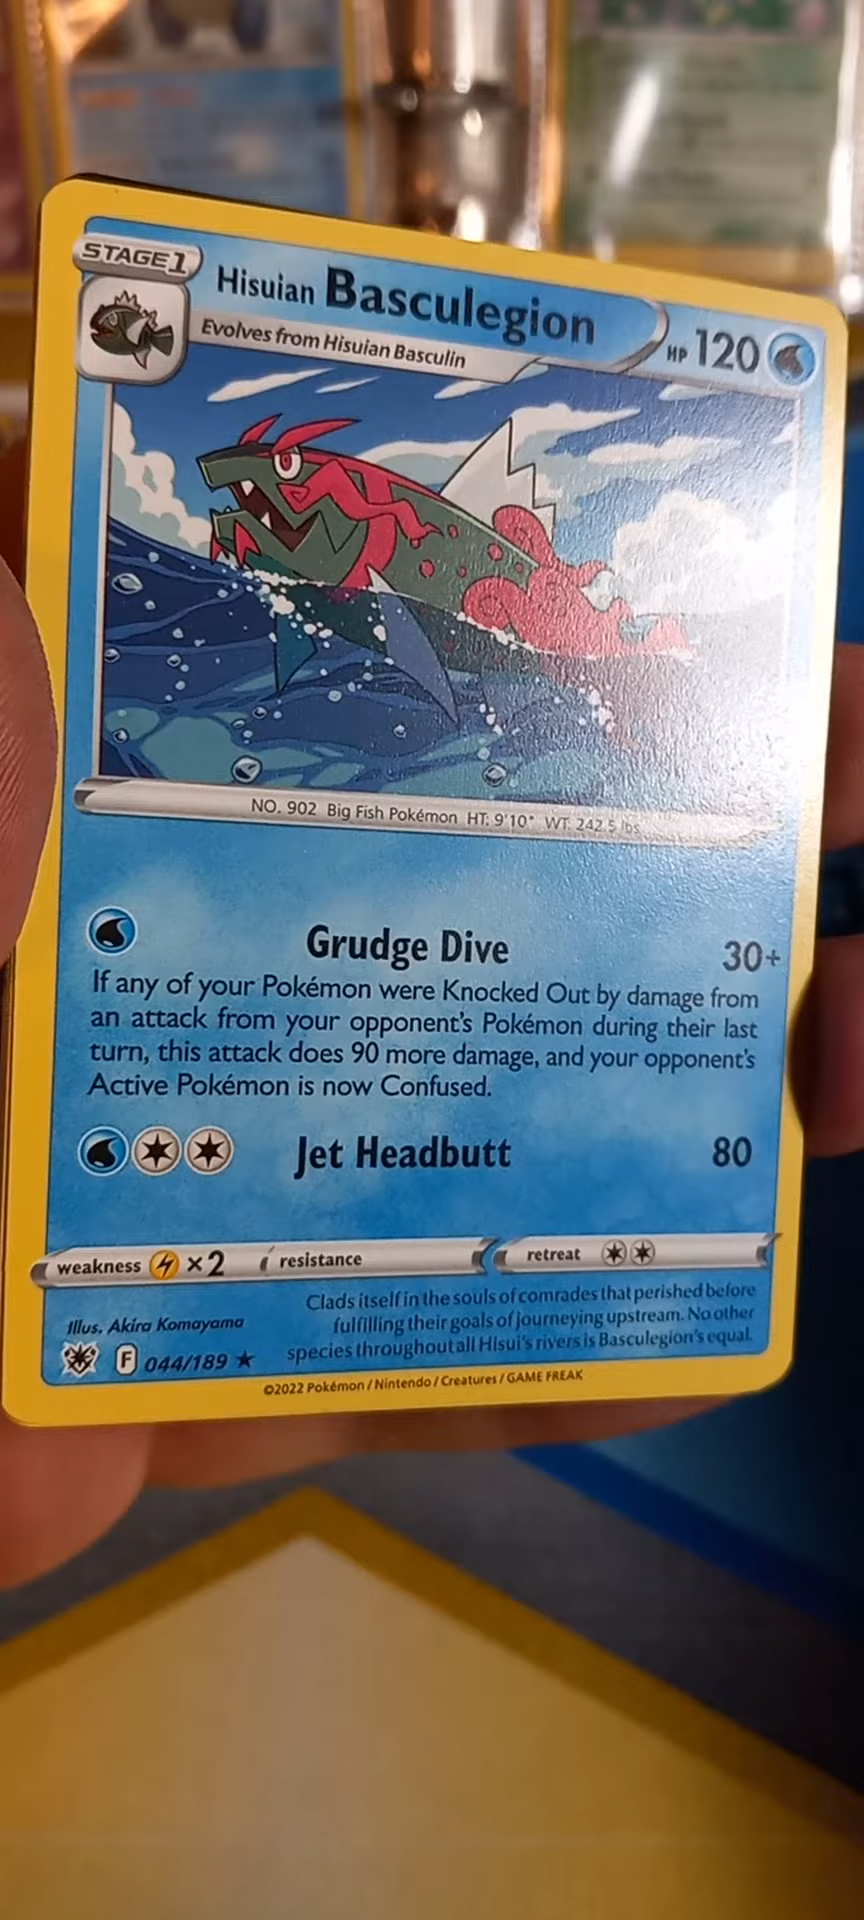 STAGE1
Hisuian Basculegion
HP 120
Evolves from Hisuian Basculin
NO. 902 Big Fish Pokémon HT: 9'10" WT: 242.5 lbs.
Grudge Dive 30+
If any of your Pokémon were Knocked Out by damage from
an attack from your opponent's Pokémon during their last
turn, this attack does 90 more damage, and your opponent's
Active Pokémon is now Confused.
Jet Headbutt 80
weakness ×2 resistance retreat
Clads itself in the souls of comrades that perished before
fulfilling their goals of journeying upstream. No other
species throughout all Hisui's rivers is Basculegion's equal.
Illus. Akira Komayama
F 044/189 ★
©2022 Pokémon / Nintendo / Creatures / GAME FREAK